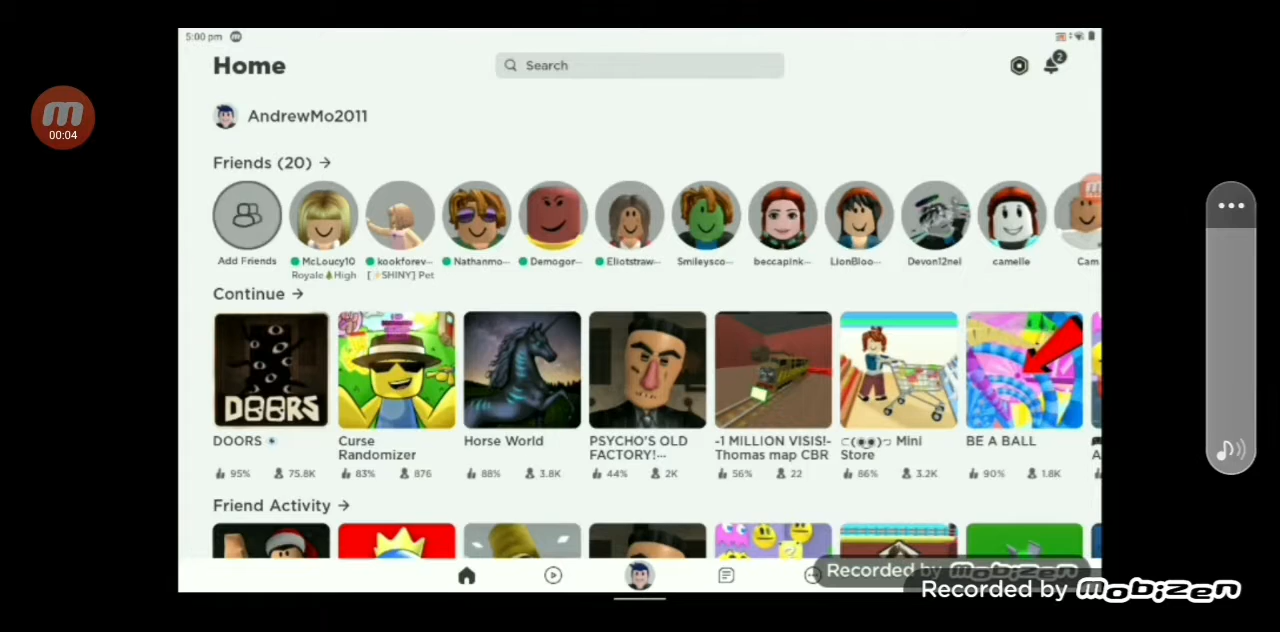 5:00 pm
Home
Search
2
00:04
AndrewMo2011
Friends (20) →
Add Friends
McLoucy10
Royale🎄High
kookforev...
[⚡SHINY] Pet
Nathanmo...
Demogor...
Eliotstraw...
Smileysco...
beccapink...
LionBloo...
Devon12nel
camelle
Cam
Continue →
DOORS
DOORS 👁
95% 75.8K
Curse
Randomizer
83% 876
Horse World
88% 3.8K
PSYCHO'S OLD
FACTORY!...
44% 2K
-1 MILLION VISIS!-
Thomas map CBR
56% 22
⊂(◉‿◉)つ Mini
Store
86% 3.2K
BE A BALL
90% 1.8K
Friend Activity →
Recorded by mobizen
Recorded by mobizen